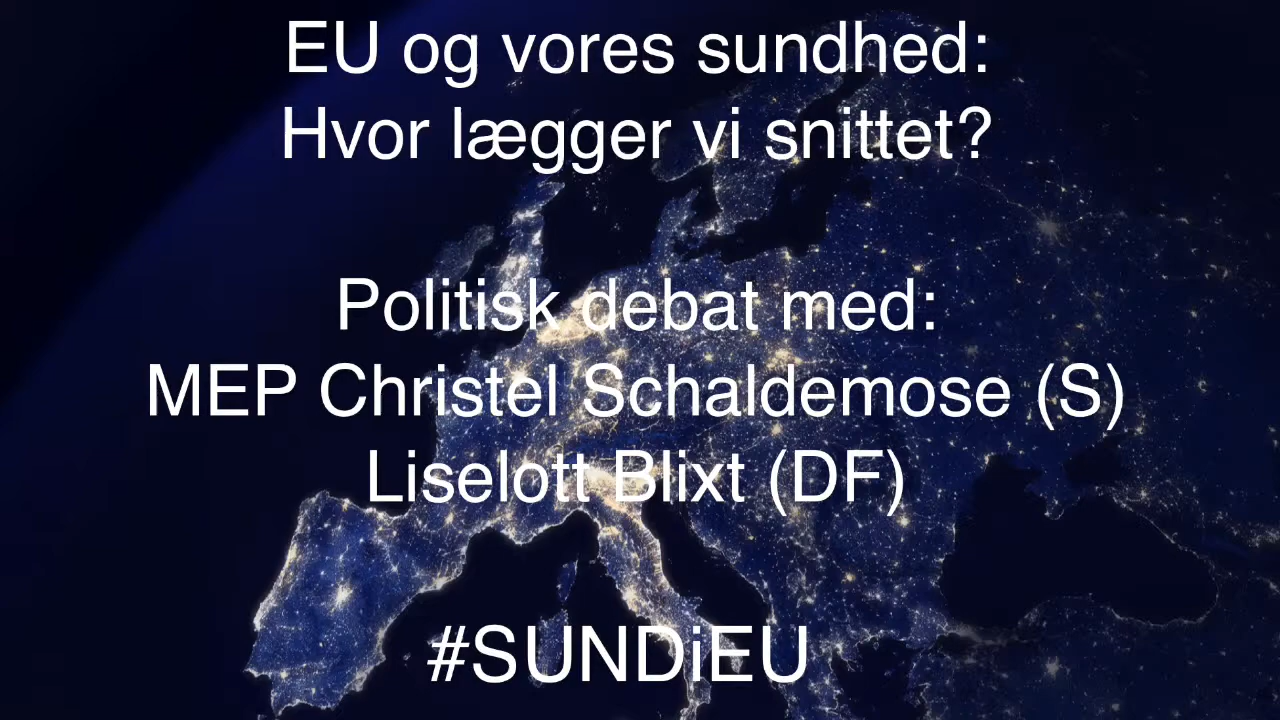 EU og vores sundhed:
Hvor lægger vi snittet?
Politisk debat med:
MEP Christel Schaldemose (S)
Liselott Blixt (DF)
#SUNDiEU